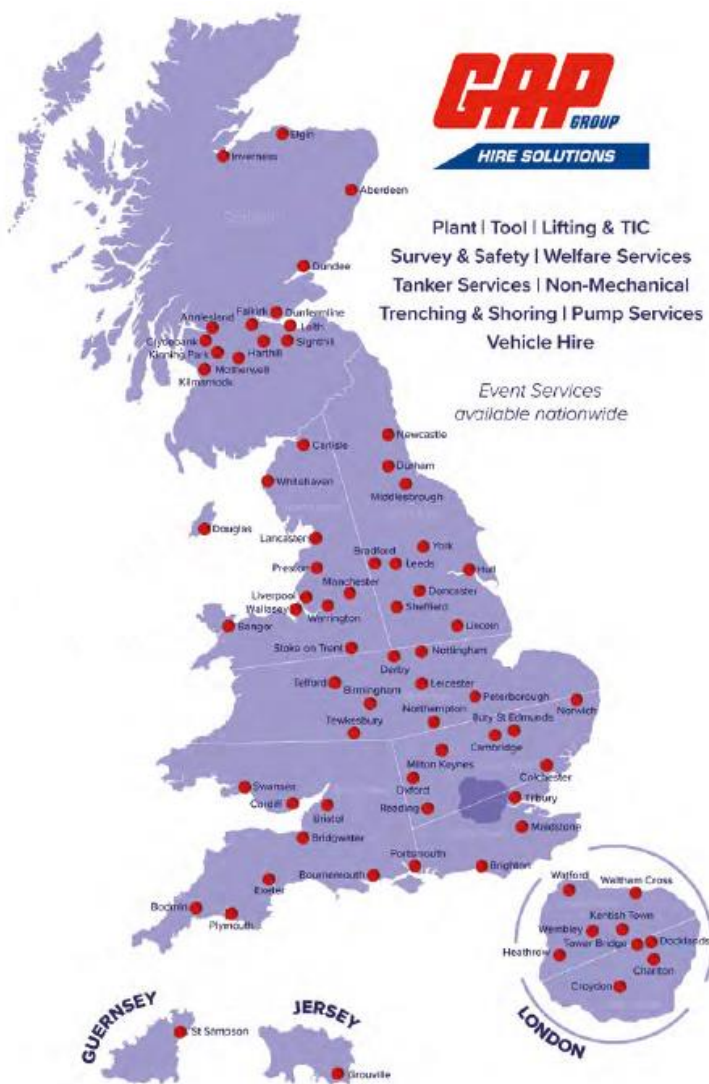 GAP
GROUP
HIRE SOLUTIONS
Plant | Tool | Lifting & TIC
Survey & Safety | Welfare Services
Tanker Services | Non-Mechanical
Trenching & Shoring | Pump Services
Vehicle Hire
Event Services
available nationwide
Elgin
Inverness
Aberdeen
Dundee
Dunfermline
Falkirk
Anniesland
Leith
Clydebank
Sighthill
Kinning Park
Harthill
Motherwell
Kilmarnock
Newcastle
Carlisle
Durham
Whitehaven
Middlesbrough
Douglas
Lancaster
York
Bradford
Leeds
Preston
Hull
Manchester
Doncaster
Liverpool
Wallasey
Warrington
Sheffield
Bangor
Lincoln
Stoke on Trent
Nottingham
Derby
Telford
Leicester
Birmingham
Peterborough
Norwich
Northampton
Bury St Edmunds
Tewkesbury
Cambridge
Milton Keynes
Colchester
Oxford
Swansea
Tilbury
Cardiff
Bristol
Reading
Maidstone
Bridgwater
Portsmouth
Bournemouth
Brighton
Exeter
Bodmin
Plymouth
Watford
Waltham Cross
Kentish Town
Wembley
Docklands
Tower Bridge
Heathrow
Charlton
Croydon
LONDON
GUERNSEY
St Sampson
JERSEY
Grouville